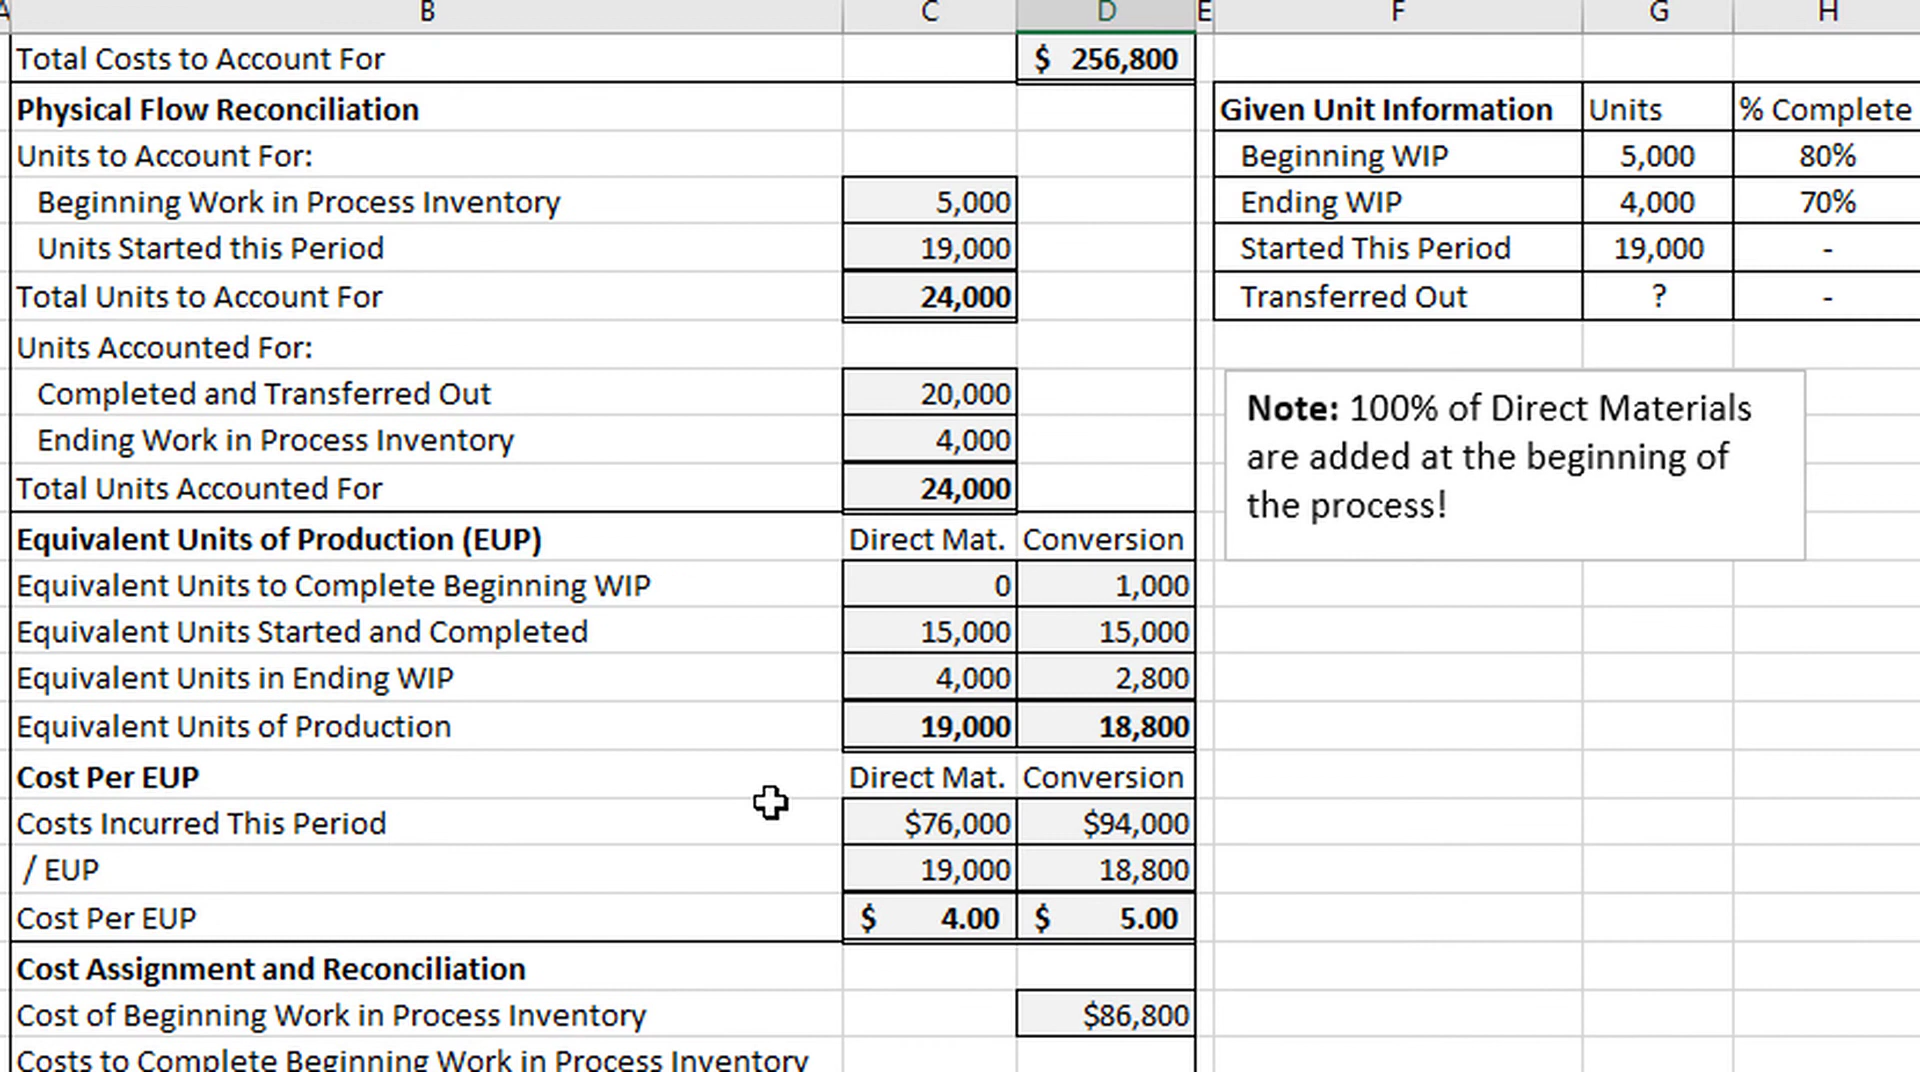 A B C D E F G H
Total Costs to Account For $ 256,800
Physical Flow Reconciliation Given Unit Information Units % Complete
Units to Account For: Beginning WIP 5,000 80%
Beginning Work in Process Inventory 5,000 Ending WIP 4,000 70%
Units Started this Period 19,000 Started This Period 19,000 -
Total Units to Account For 24,000 Transferred Out ? -
Units Accounted For:
Completed and Transferred Out 20,000
Ending Work in Process Inventory 4,000
Total Units Accounted For 24,000
Note: 100% of Direct Materials
are added at the beginning of
the process!
Equivalent Units of Production (EUP) Direct Mat. Conversion
Equivalent Units to Complete Beginning WIP 0 1,000
Equivalent Units Started and Completed 15,000 15,000
Equivalent Units in Ending WIP 4,000 2,800
Equivalent Units of Production 19,000 18,800
Cost Per EUP Direct Mat. Conversion
Costs Incurred This Period $76,000 $94,000
/ EUP 19,000 18,800
Cost Per EUP $ 4.00 $ 5.00
Cost Assignment and Reconciliation
Cost of Beginning Work in Process Inventory $86,800
Costs to Complete Beginning Work in Process Inventory